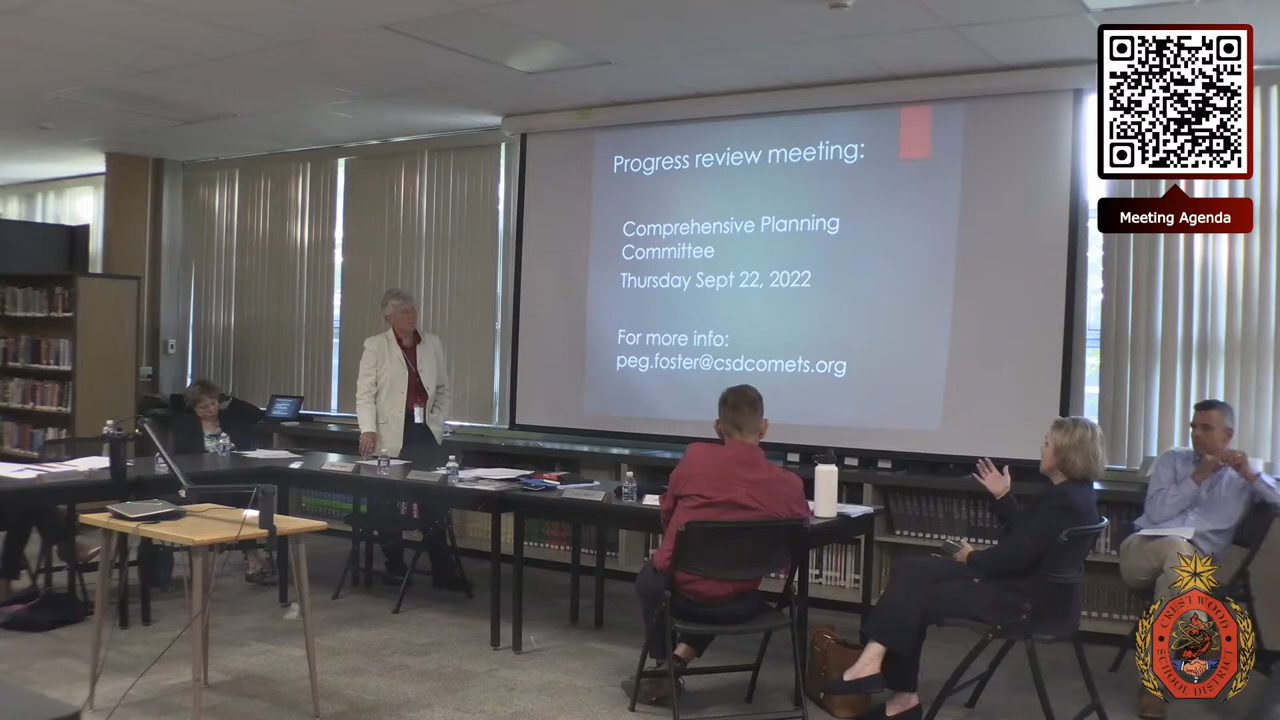 Progress review meeting:
Comprehensive Planning
Committee
Thursday Sept 22, 2022
For more info:
peg.foster@csdcomets.org
Meeting Agenda
CRESTWOOD
SCHOOL DISTRICT